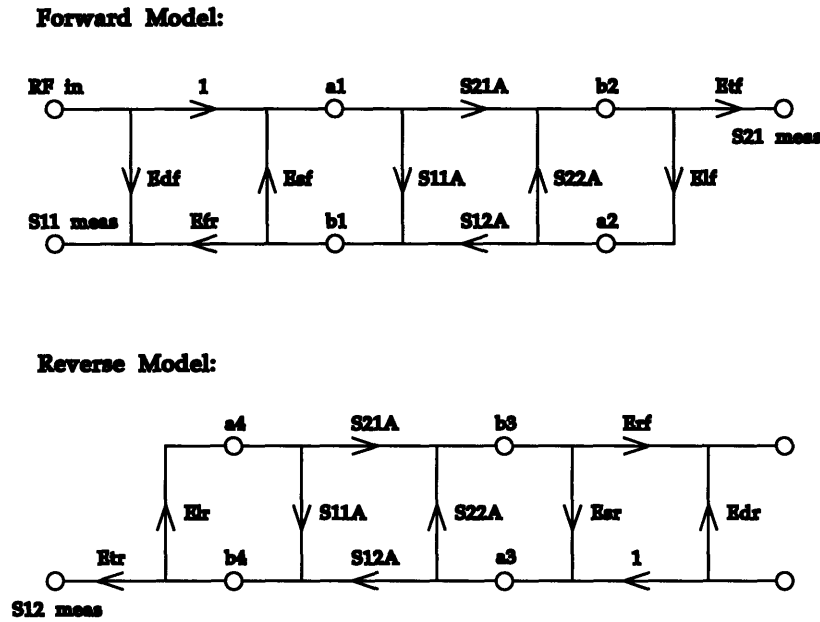 Forward Model:
RF in 1 a1 S21A b2 Etf
S21 meas
Edf Esf S11A S22A Elf
S11 meas Efr b1 S12A a2
Reverse Model:
a4 S21A b3 Erf
Elr S11A S22A Esr Edr
Etr b4 S12A a3 1
S12 meas